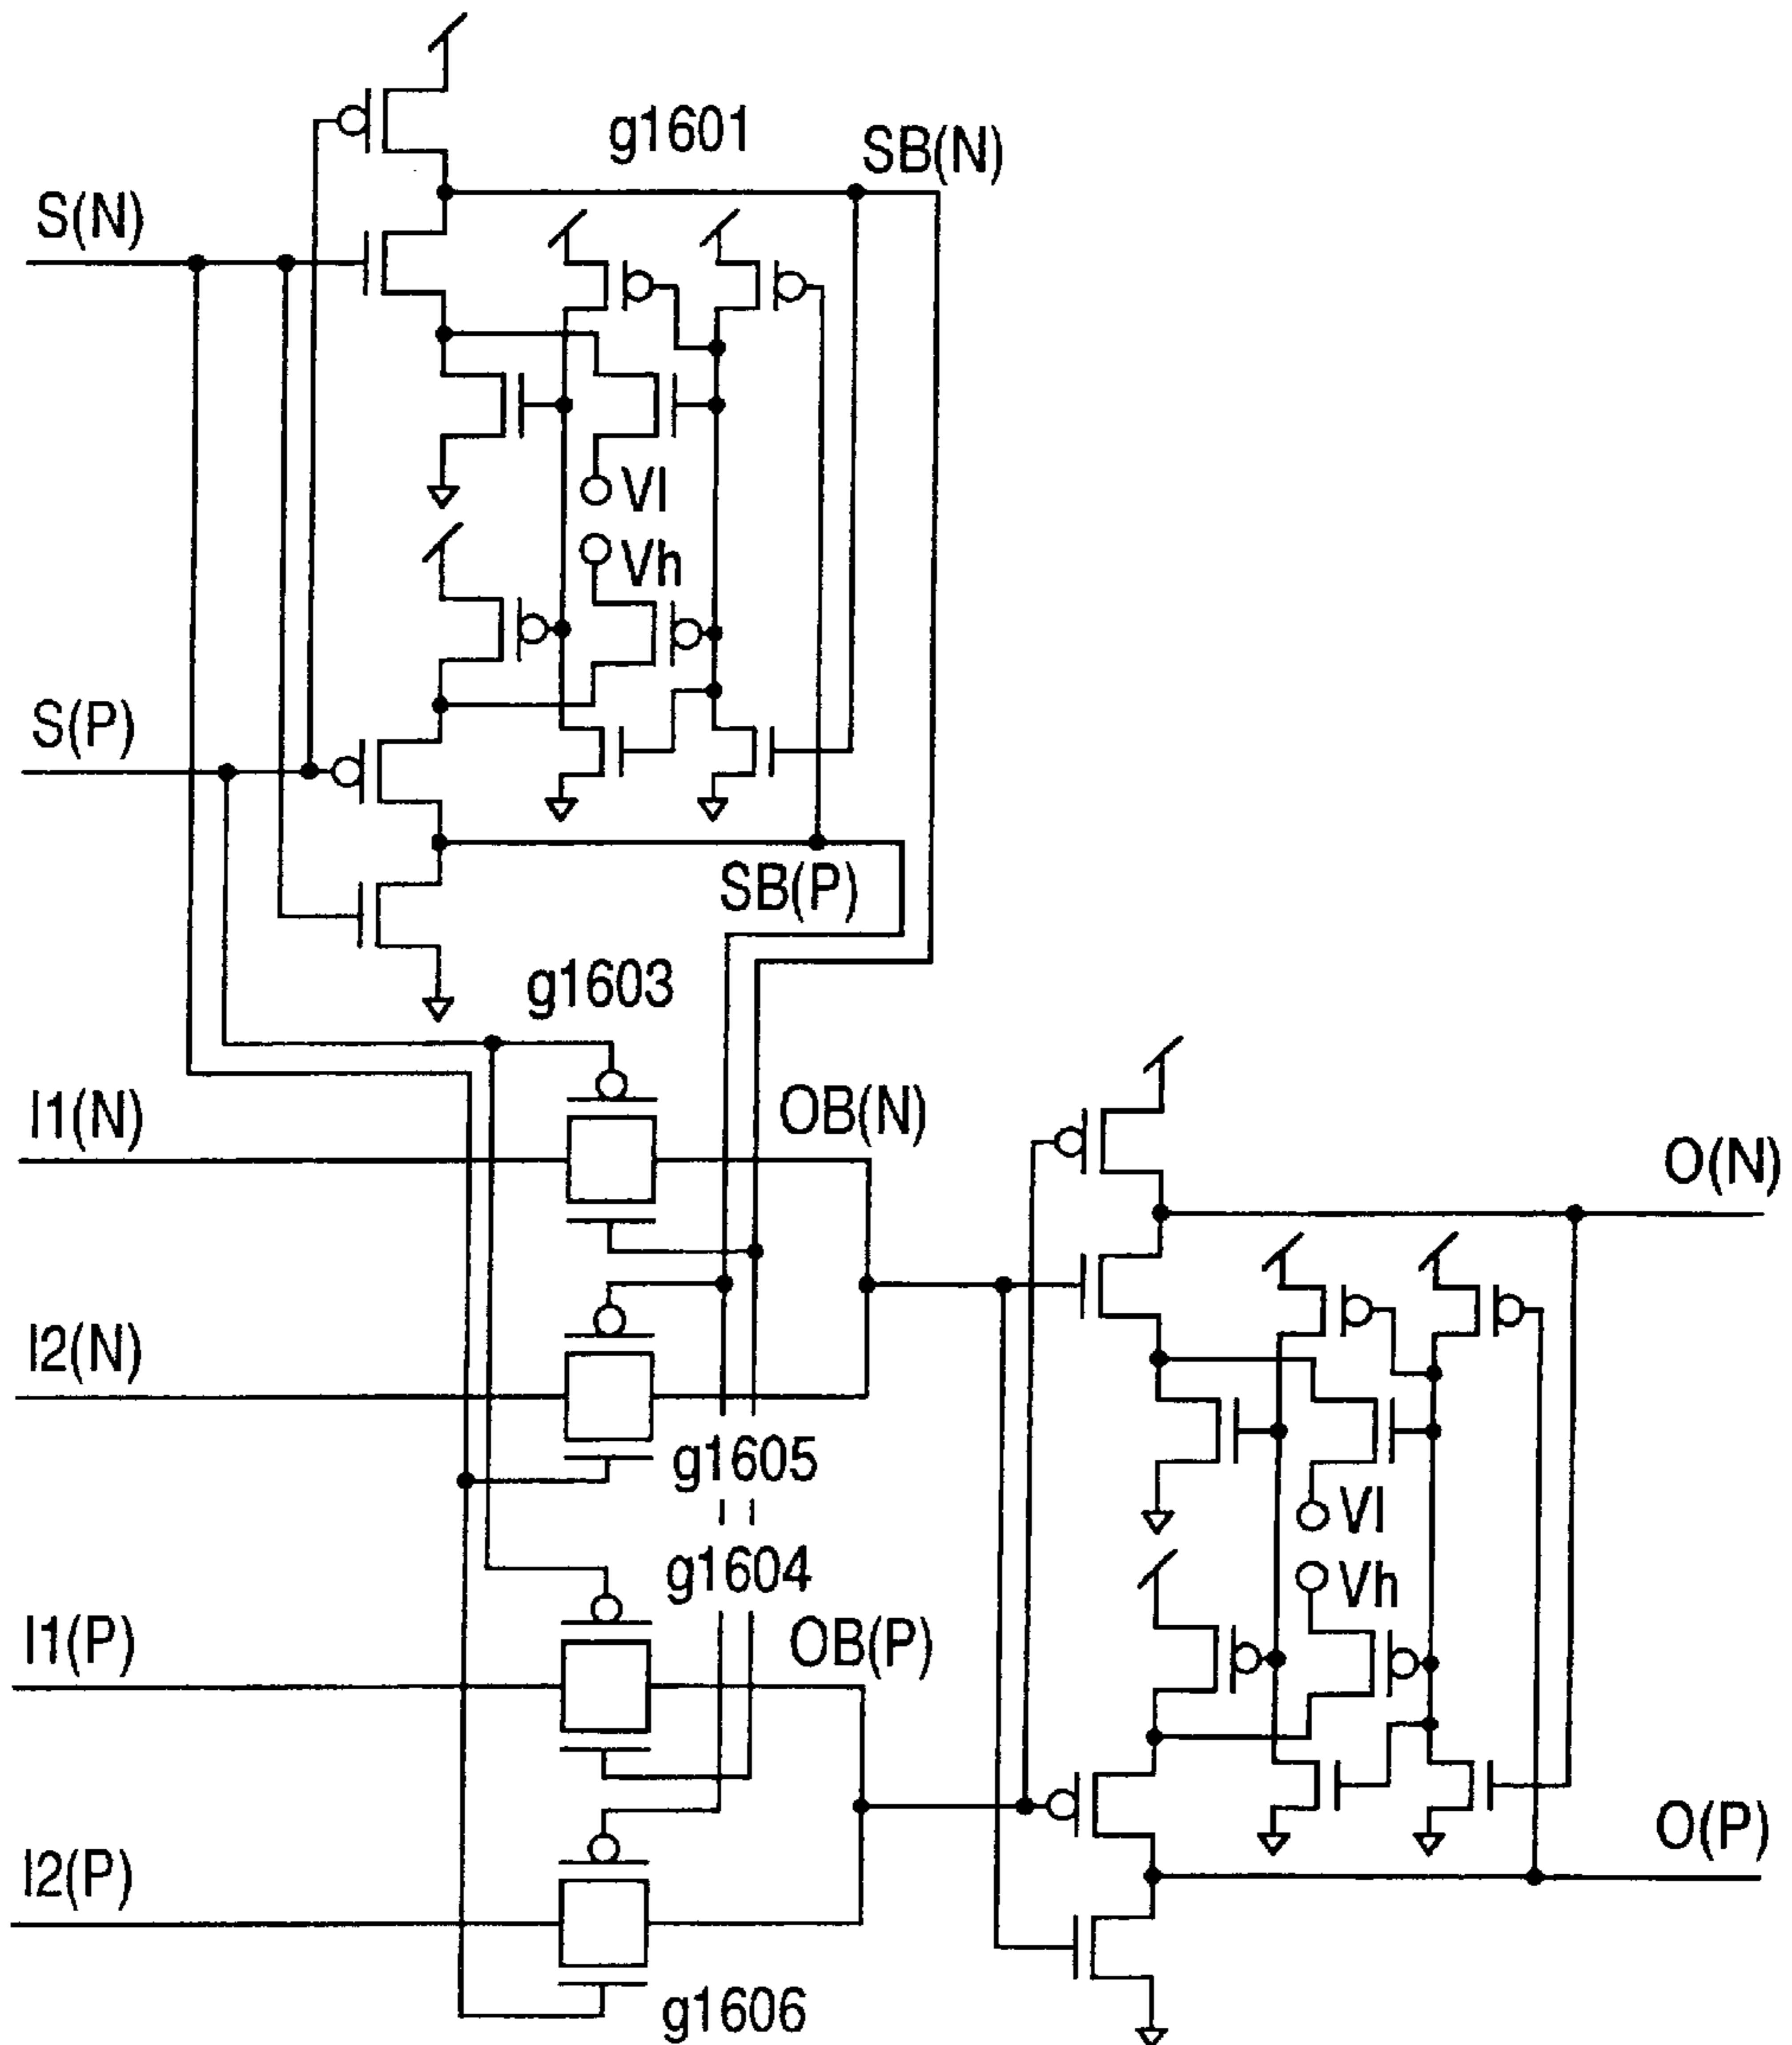 g1601
SB(N)
S(N)
Vl
Vh
S(P)
SB(P)
g1603
I1(N)
OB(N)
O(N)
I2(N)
g1605
Vl
g1604
Vh
I1(P)
OB(P)
O(P)
I2(P)
g1606